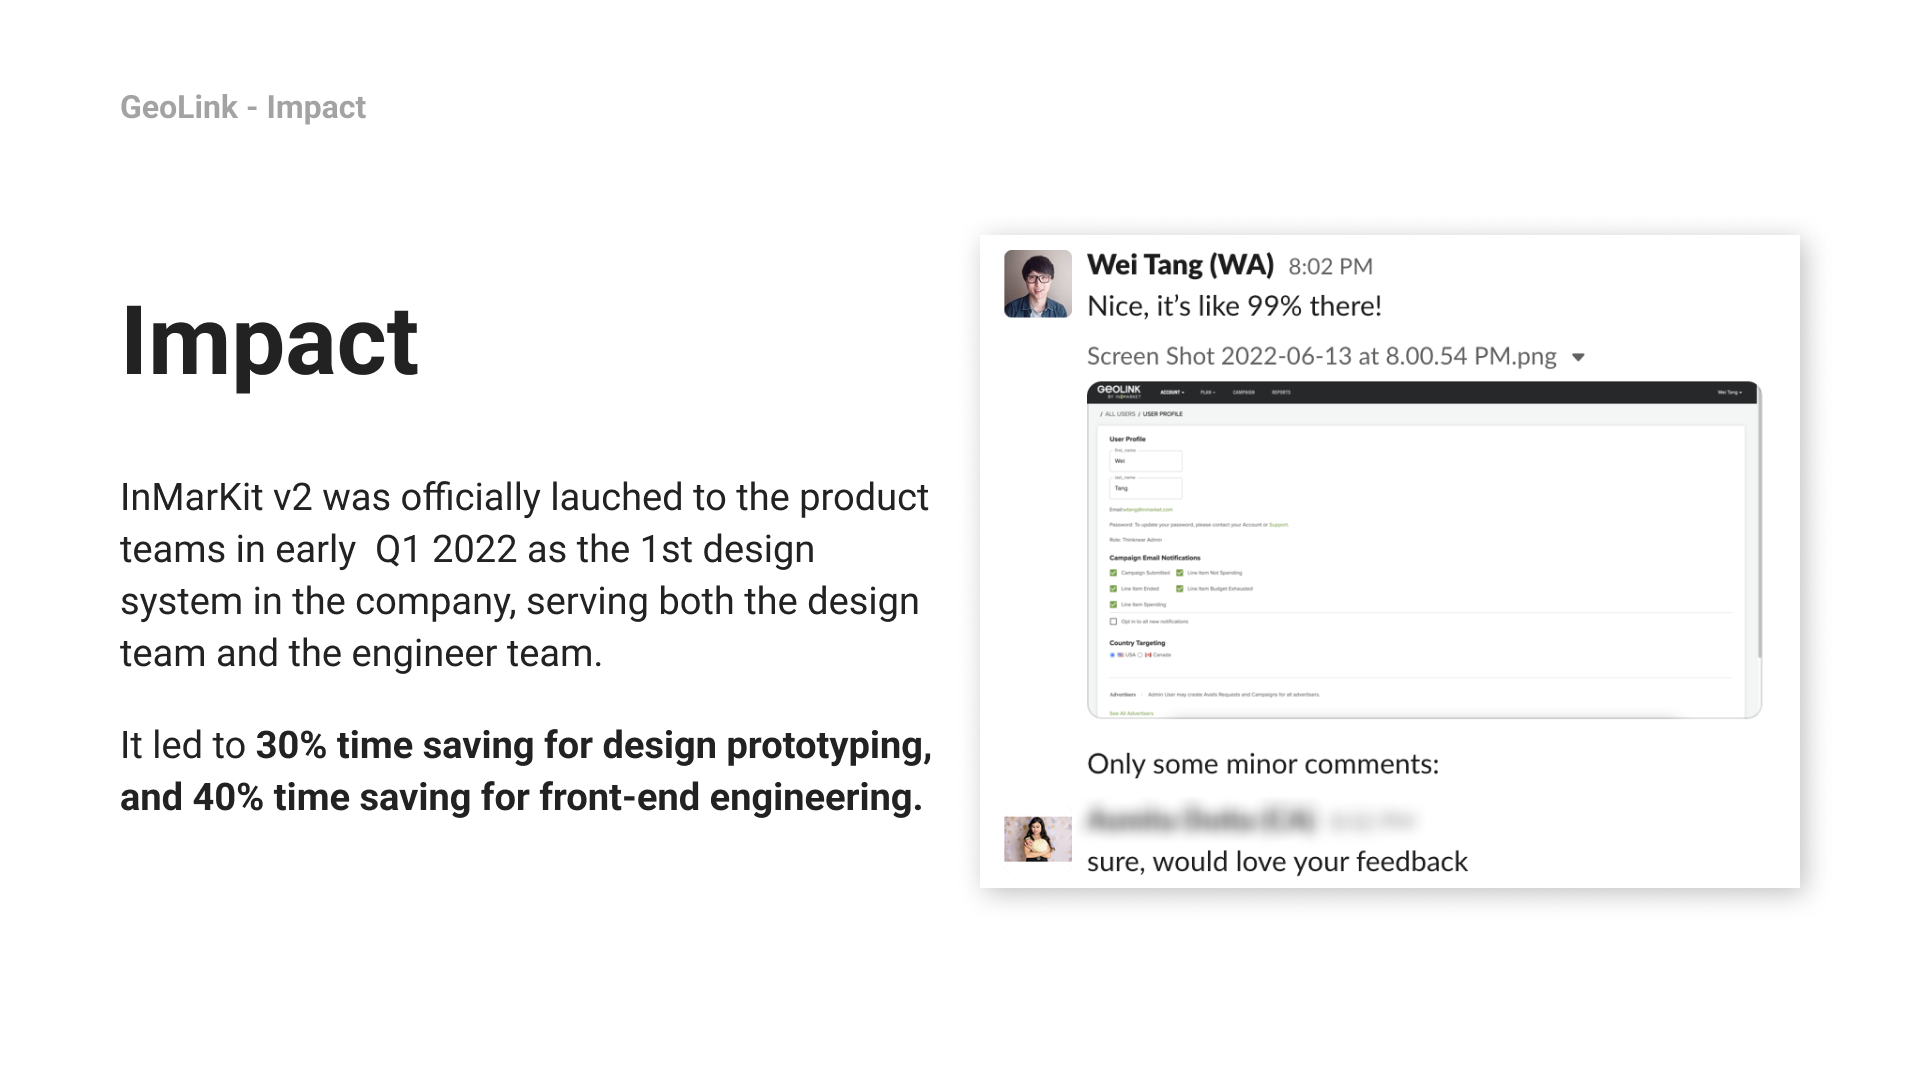 GeoLink - Impact
Impact
InMarKit v2 was officially lauched to the product
teams in early  Q1 2022 as the 1st design
system in the company, serving both the design
team and the engineer team.
It led to 30% time saving for design prototyping,
and 40% time saving for front-end engineering.
Wei Tang (WA) 8:02 PM
Nice, it's like 99% there!
Screen Shot 2022-06-13 at 8.00.54 PM.png
GEOLINK ACCOUNT PLAN CAMPAIGN REPORTS Wei Tang
BY INMARKET
/ ALL USERS / USER PROFILE
User Profile
first_name
Wei
last_name
Tang
Email:wtang@inmarket.com
Password: To update your password, please contact your Account or Support.
Role: Thinknear Admin
Campaign Email Notifications
Campaign Submitted Line Item Not Spending
Line Item Ended Line Item Budget Exhausted
Line Item Spending
Opt in to all new notifications
Country Targeting
USA Canada
Advertisers Admin User may create Avails Requests and Campaigns for all advertisers.
See All Advertisers
Only some minor comments:
sure, would love your feedback